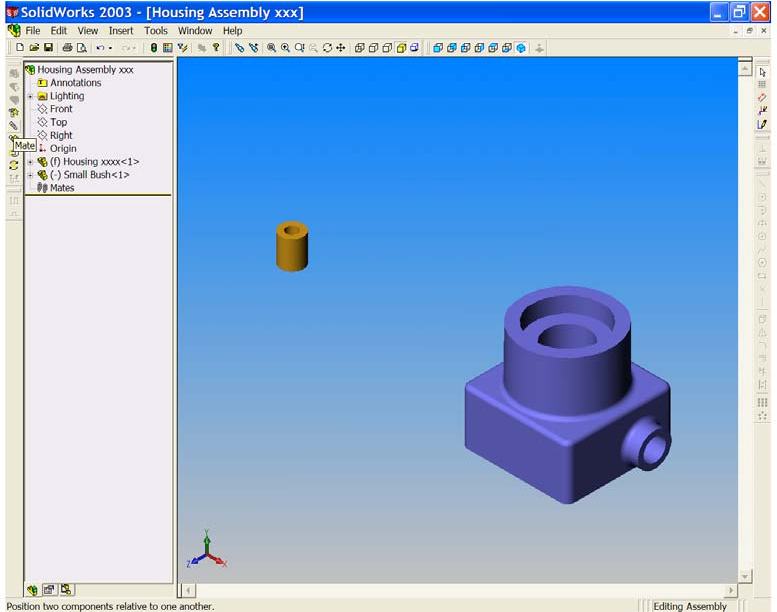 SolidWorks 2003 - [Housing Assembly xxx]
File Edit View Insert Tools Window Help
Housing Assembly xxx
Annotations
Lighting
Front
Top
Right
Mate
Origin
(f) Housing xxxx<1>
(-) Small Bush<1>
Mates
Y
Z X
Position two components relative to one another. Editing Assembly